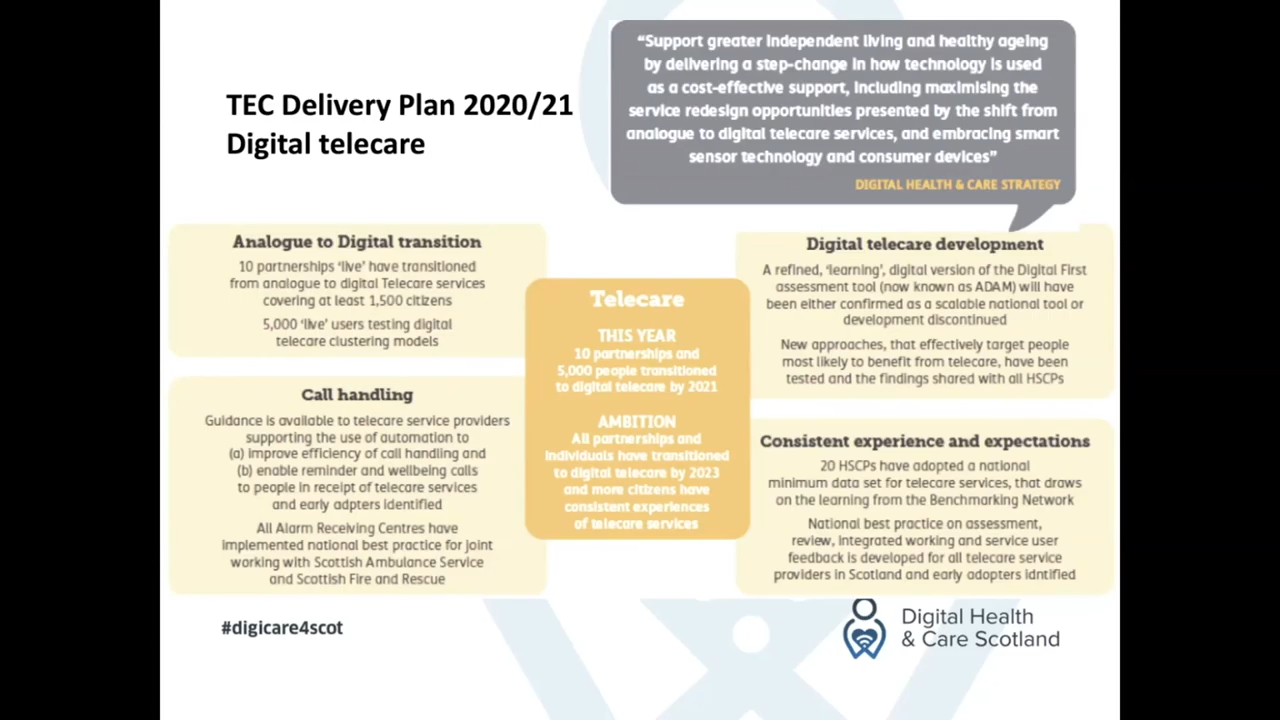 TEC Delivery Plan 2020/21
Digital telecare
“Support greater independent living and healthy ageing
by delivering a step-change in how technology is used
as a cost-effective support, including maximising the
service redesign opportunities presented by the shift from
analogue to digital telecare services, and embracing smart
sensor technology and consumer devices”
DIGITAL HEALTH & CARE STRATEGY
Analogue to Digital transition
10 partnerships ‘live’ have transitioned
from analogue to digital Telecare services
covering at least 1,500 citizens
5,000 ‘live’ users testing digital
telecare clustering models
Call handling
Guidance is available to telecare service providers
supporting the use of automation to
(a) improve efficiency of call handling and
(b) enable reminder and wellbeing calls
to people in receipt of telecare services
and early adpters identified
All Alarm Receiving Centres have
implemented national best practice for joint
working with Scottish Ambulance Service
and Scottish Fire and Rescue
Telecare
THIS YEAR
10 partnerships and
5,000 people transitioned
to digital telecare by 2021
AMBITION
All partnerships and
individuals have transitioned
to digital telecare by 2023
and more citizens have
consistent experiences
of telecare services
Digital telecare development
A refined, ‘learning’, digital version of the Digital First
assessment tool (now known as ADAM) will have
been either confirmed as a scalable national tool or
development discontinued
New approaches, that effectively target people
most likely to benefit from telecare, have been
tested and the findings shared with all HSCPs
Consistent experience and expectations
20 HSCPs have adopted a national
minimum data set for telecare services, that draws
on the learning from the Benchmarking Network
National best practice on assessment,
review, integrated working and service user
feedback is developed for all telecare service
providers in Scotland and early adopters idntified
#digicare4scot
Digital Health
& Care Scotland